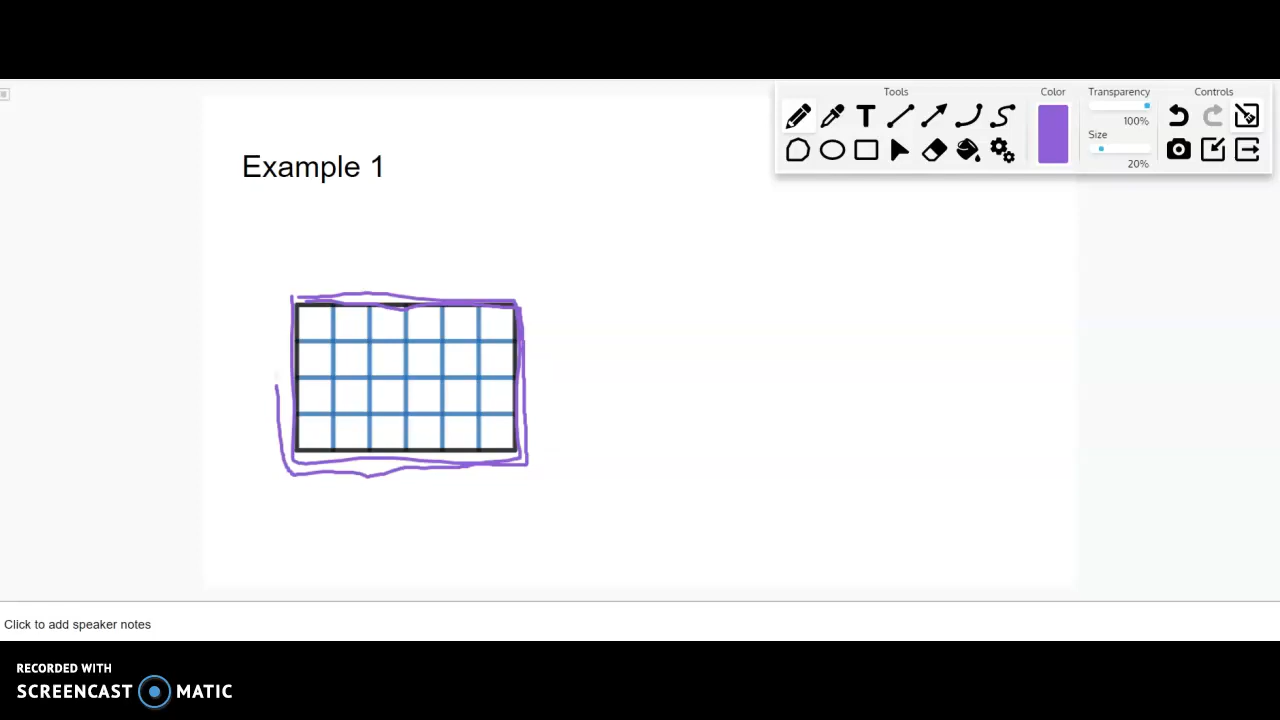 Tools
Color
Transparency
Controls
100%
Size
20%
Example 1
Click to add speaker notes
RECORDED WITH
SCREENCAST MATIC